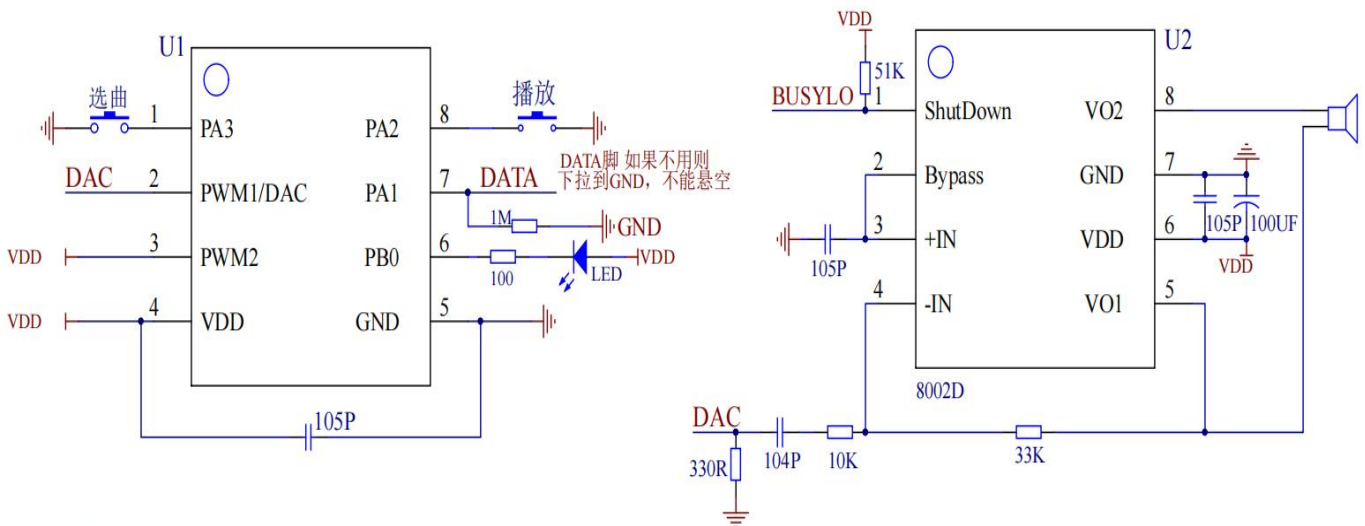 U1
选曲
1
PA3
DAC
2
PWM1/DAC
VDD
3
PWM2
VDD
4
VDD
105P
播放
8
PA2
DATA脚 如果不用则
下拉到GND，不能悬空
7
DATA
PA1
1M
GND
6
PB0
100
LED
VDD
5
GND
VDD
U2
51K
BUSYLO
1
ShutDown
2
Bypass
3
+IN
105P
4
-IN
8
VO2
7
GND
105P
100UF
6
VDD
VDD
5
VO1
8002D
DAC
330R
104P
10K
33K